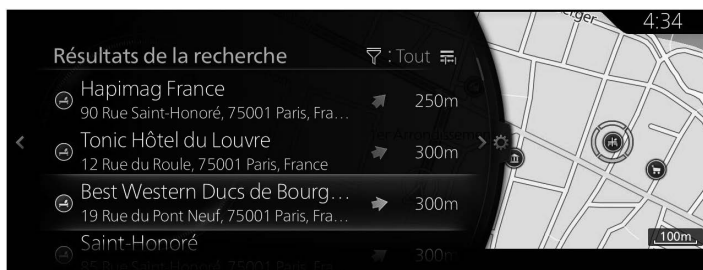 erger
4:34
Résultats de la recherche
: Tout
Hapimag France
250m
90 Rue Saint-Honoré, 75001 Paris, Fra...
Tonic Hôtel du Louvre
300m
12 Rue du Roule, 75001 Paris, France
Best Western Ducs de Bourg...
300m
19 Rue du Pont Neuf, 75001 Paris, Fra...
Saint-Honoré
300m
100m